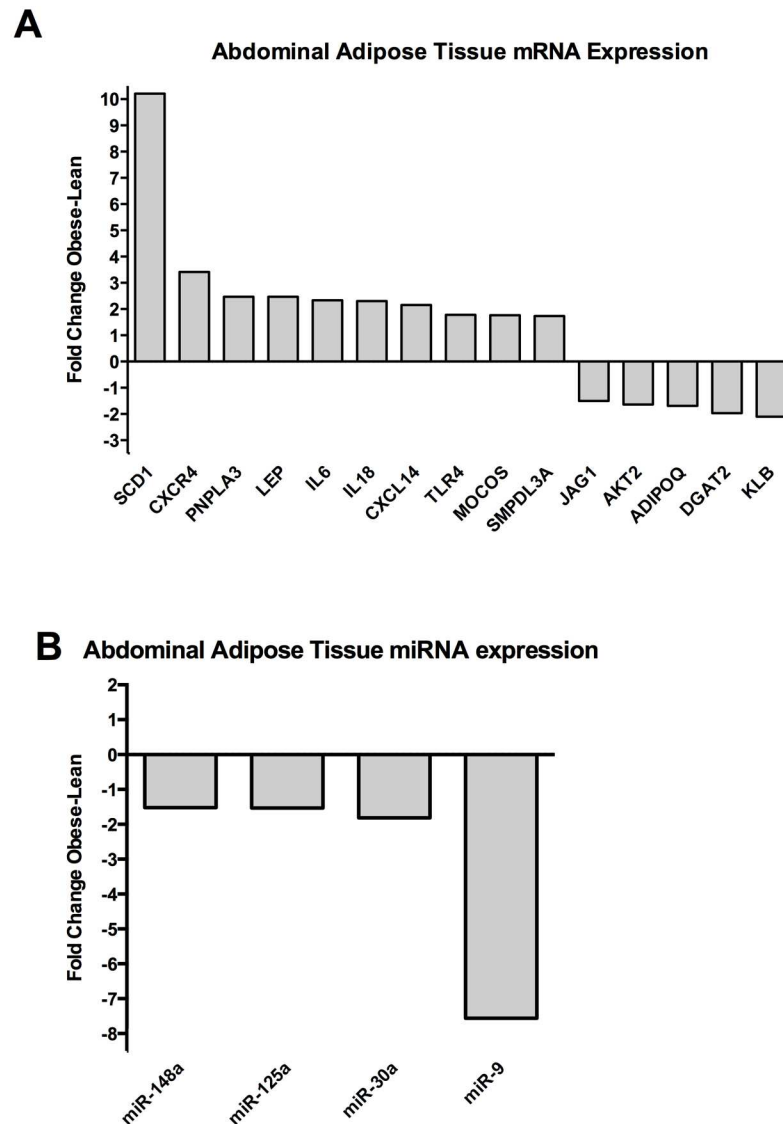 A
Abdominal Adipose Tissue mRNA Expression
Fold Change Obese-Lean
10
9
8
7
6
5
4
3
2
1
0
-1
-2
-3
SCD1
CXCR4
PNPLA3
LEP
IL6
IL18
CXCL14
TLR4
MOCOS
SMPDL3A
JAG1
AKT2
ADIPOQ
DGAT2
KLB
B Abdominal Adipose Tissue miRNA expression
Fold Change Obese-Lean
2
1
0
-1
-2
-3
-4
-5
-6
-7
-8
miR-148a
miR-125a
miR-30a
miR-9